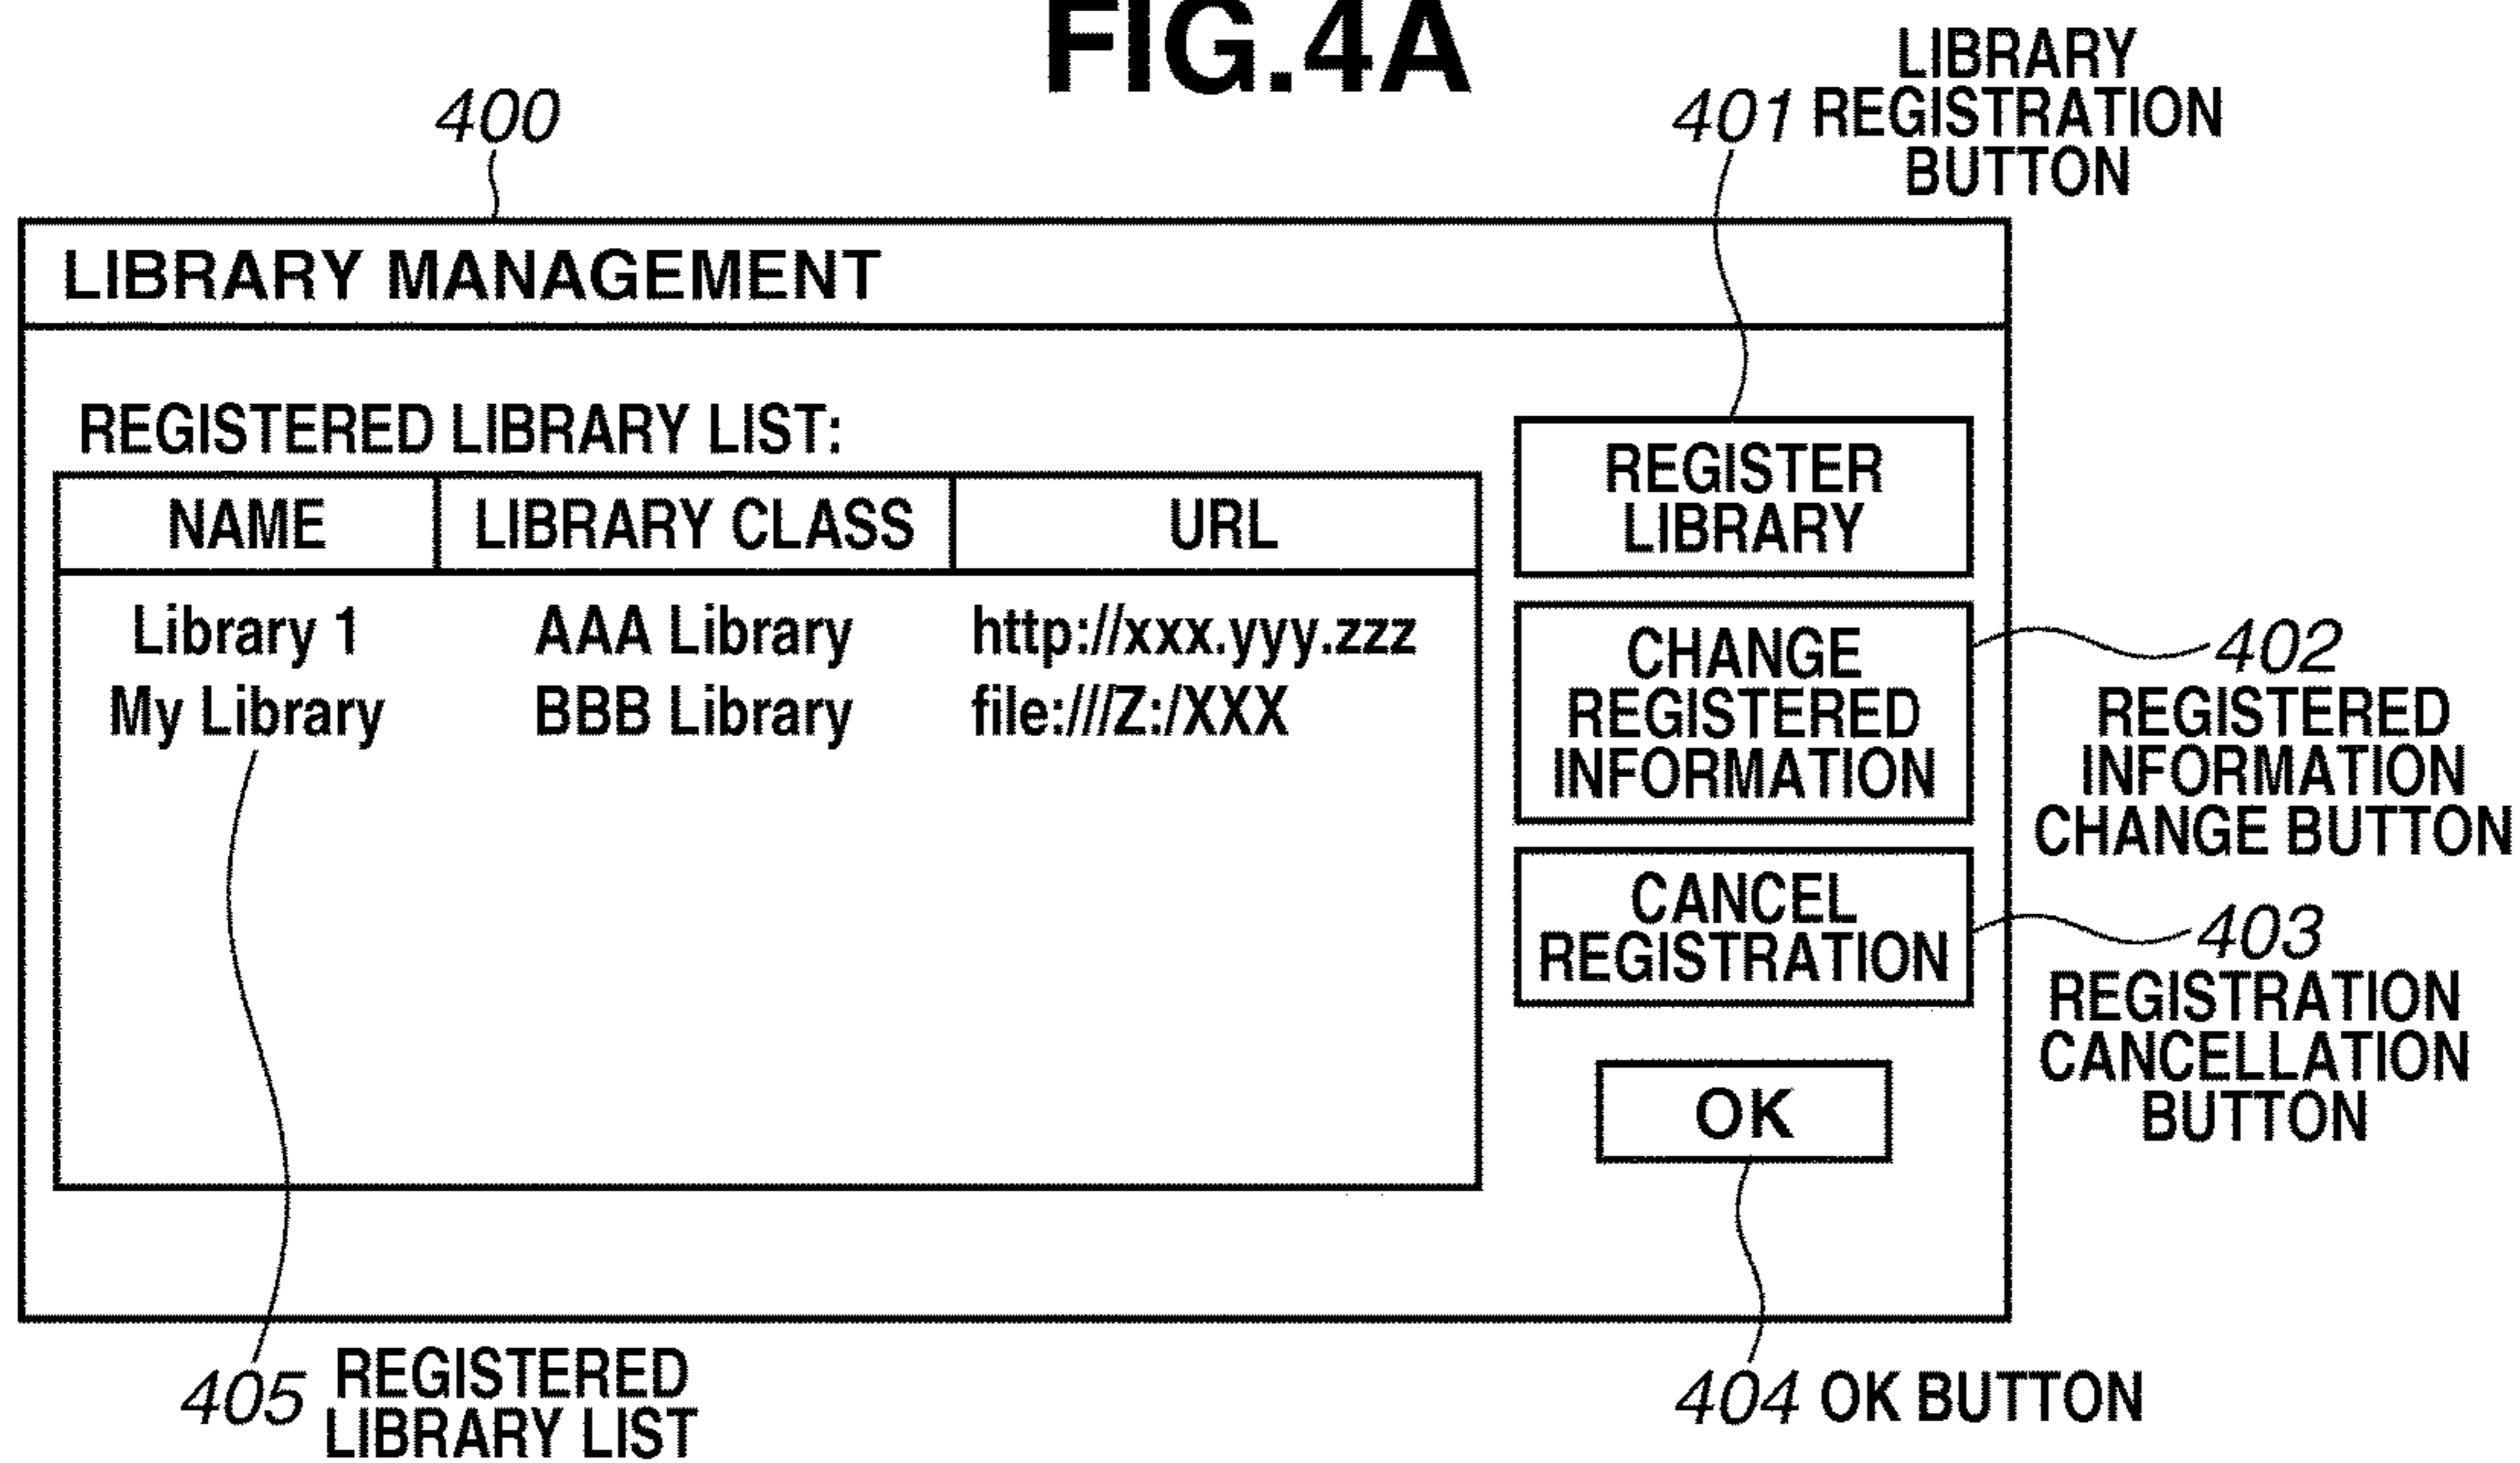 FIG.4A
400
401
LIBRARY
REGISTRATION
BUTTON
LIBRARY MANAGEMENT
REGISTERED LIBRARY LIST:
NAME LIBRARY CLASS URL
Library 1 AAA Library http://xxx.yyy.zzz
My Library BBB Library file:///Z:/XXX
REGISTER
LIBRARY
CHANGE
REGISTERED
INFORMATION
CANCEL
REGISTRATION
OK
402
REGISTERED
INFORMATION
CHANGE BUTTON
403
REGISTRATION
CANCELLATION
BUTTON
405 REGISTERED
LIBRARY LIST
404 OK BUTTON